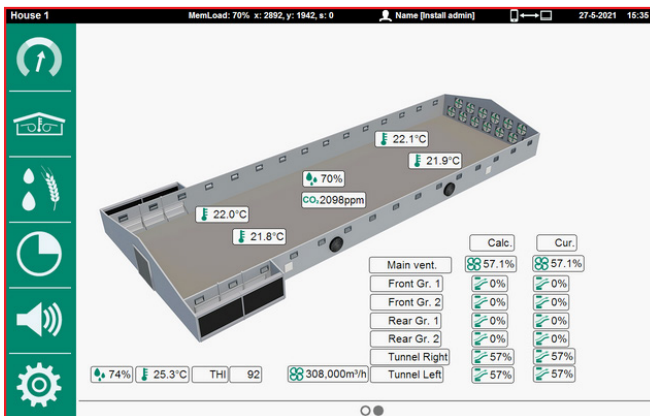 House 1 MemLoad: 70% x: 2892, y: 1942, s: 0 Name [Install admin] 27-5-2021 15:35
22.1°C
21.9°C
70%
CO₂ 2098ppm
22.0°C
21.8°C
Calc. Cur.
Main vent. 57.1% 57.1%
Front Gr. 1 0% 0%
Front Gr. 2 0% 0%
Rear Gr. 1 0% 0%
Rear Gr. 2 0% 0%
Tunnel Right 57% 57%
74% 25.3°C THI 92 308,000m³/h Tunnel Left 57% 57%